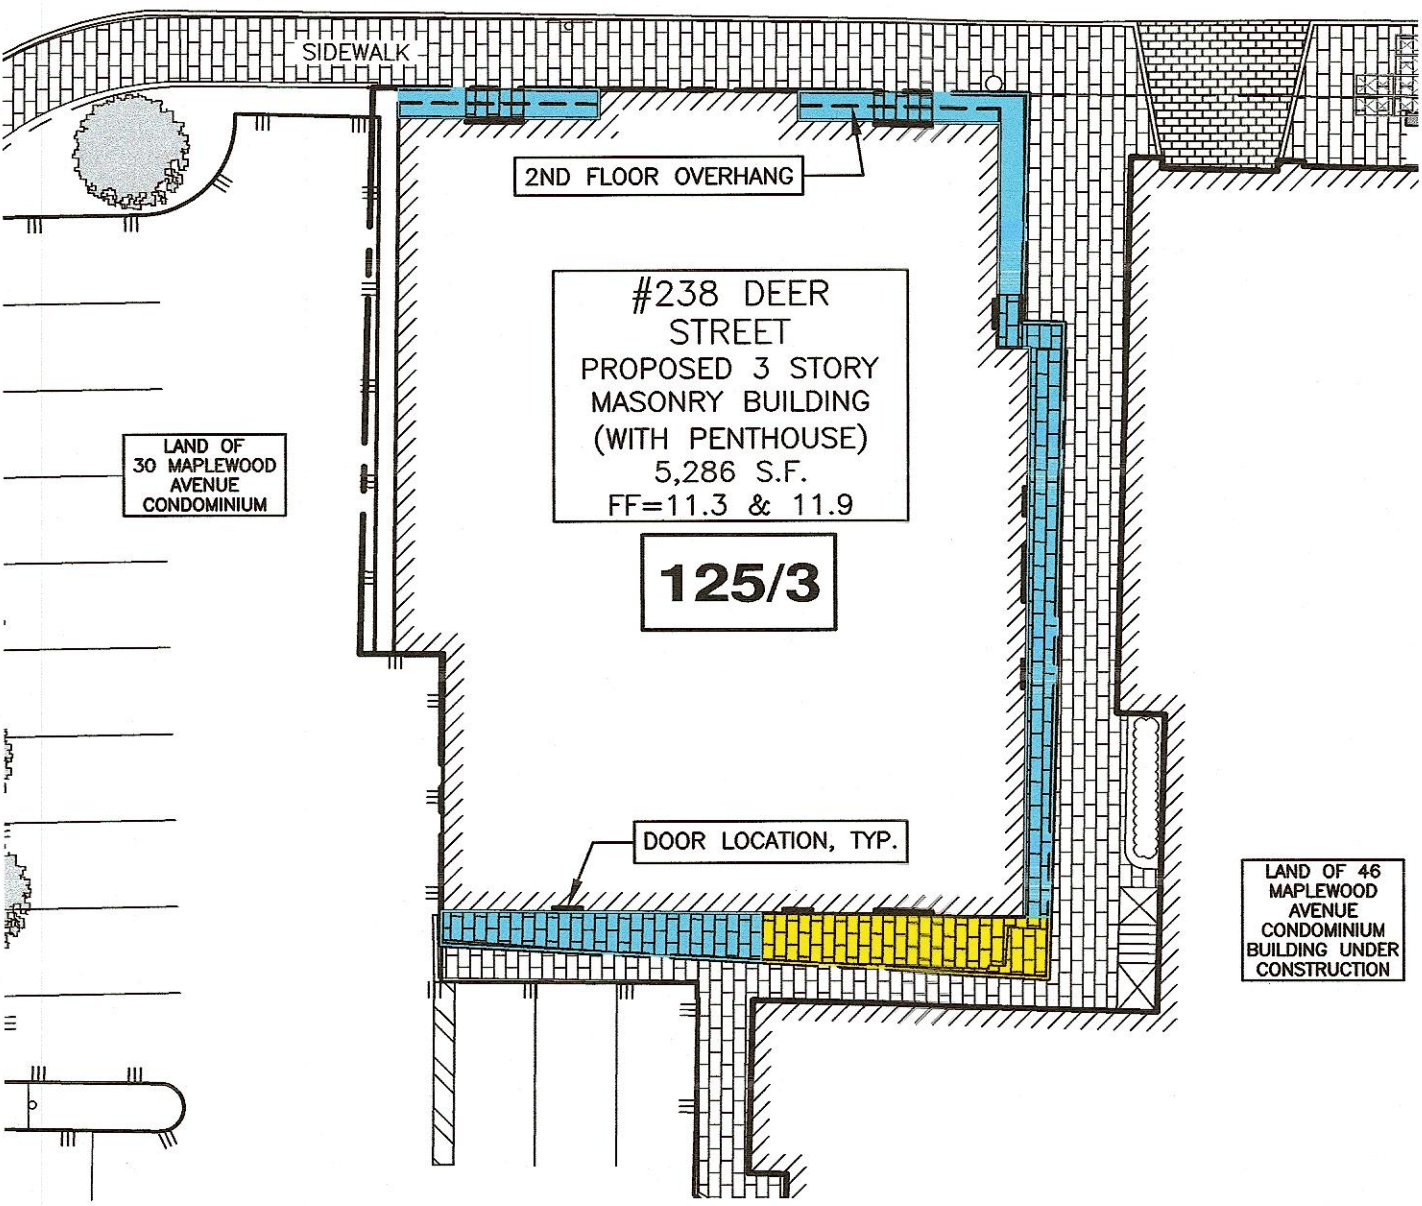 SIDEWALK
2ND FLOOR OVERHANG
#238 DEER
STREET
PROPOSED 3 STORY
MASONRY BUILDING
(WITH PENTHOUSE)
5,286 S.F.
FF=11.3 & 11.9
125/3
LAND OF
30 MAPLEWOOD
AVENUE
CONDOMINIUM
DOOR LOCATION, TYP.
LAND OF 46
MAPLEWOOD
AVENUE
CONDOMINIUM
BUILDING UNDER
CONSTRUCTION